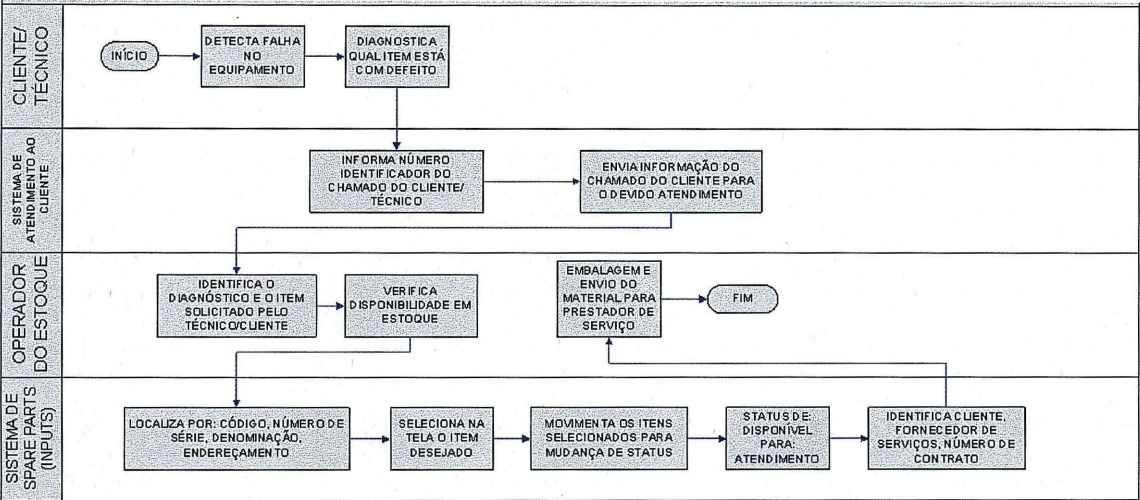 CLIENTE/
TÉCNICO
INÍCIO
DETECTA FALHA
NO
EQUIPAMENTO
DIAGNOSTICA
QUAL ITEM ESTÁ
COM DEFEITO
SISTEMA DE
ATENDIMENTO AO
CLIENTE
INFORMA NÚMERO
IDENTIFICADOR DO
CHAMADO DO CLIENTE/
TÉCNICO
ENVIA INFORMAÇÃO DO
CHAMADO DO CLIENTE PARA
O DEVIDO ATENDIMENTO
OPERADOR
DO ESTOQUE
IDENTIFICA O
DIAGNÓSTICO E O ITEM
SOLICITADO PELO
TÉCNICO/CLIENTE
VERIFICA
DISPONIBILIDADE EM
ESTOQUE
EMBALAGEM E
ENVIO DO
MATERIAL PARA
PRESTADOR DE
SERVIÇO
FIM
SISTEMA DE
SPARE PARTS
(INPUTS)
LOCALIZA POR: CÓDIGO, NÚMERO DE
SÉRIE, DENOMINAÇÃO,
ENDEREÇAMENTO
SELECIONA NA
TELA O ITEM
DESEJADO
MOVIMENTA OS ITENS
SELECIONADOS PARA
MUDANÇA DE STATUS
STATUS DE:
DISPONÍVEL
PARA:
ATENDIMENTO
IDENTIFICA CLIENTE,
FORNECEDOR DE
SERVIÇOS, NÚMERO DE
CONTRATO